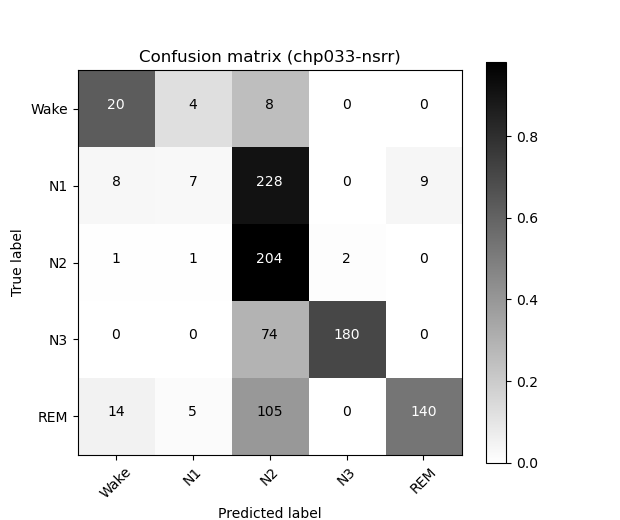 Confusion matrix (chp033-nsrr)
Wake 20 4 8 0 0
N1 8 7 228 0 9
N2 1 1 204 2 0
N3 0 0 74 180 0
REM 14 5 105 0 140
Wake N1 N2 N3 REM
True label
Predicted label
0.8
0.6
0.4
0.2
0.0